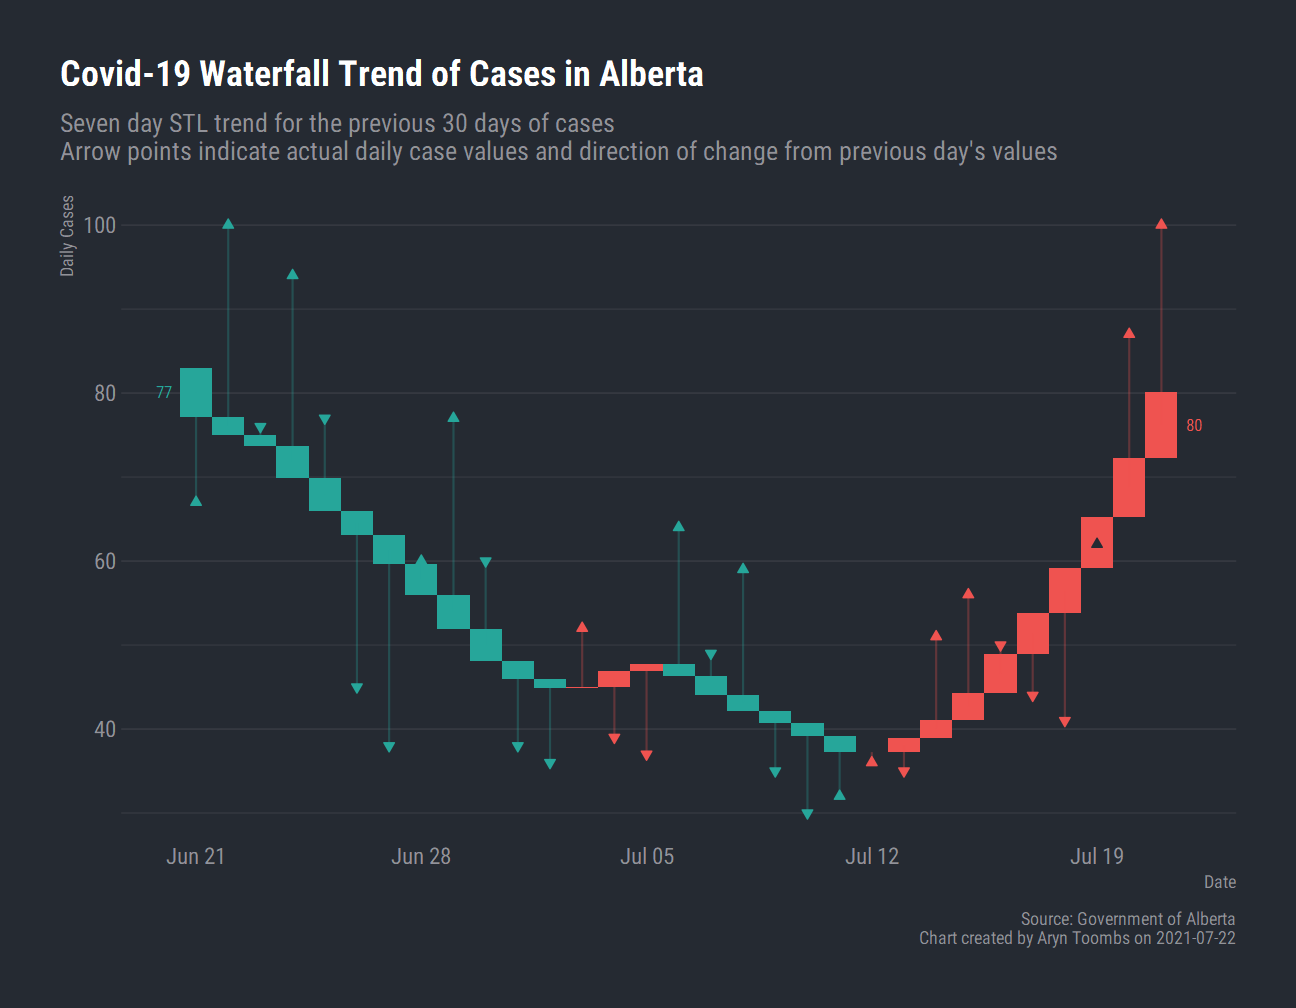 Covid-19 Waterfall Trend of Cases in Alberta
Seven day STL trend for the previous 30 days of cases
Arrow points indicate actual daily case values and direction of change from previous day's values
Daily Cases
100
80
60
40
77
80
Jun 21
Jun 28
Jul 05
Jul 12
Jul 19
Date
Source: Government of Alberta
Chart created by Aryn Toombs on 2021-07-22